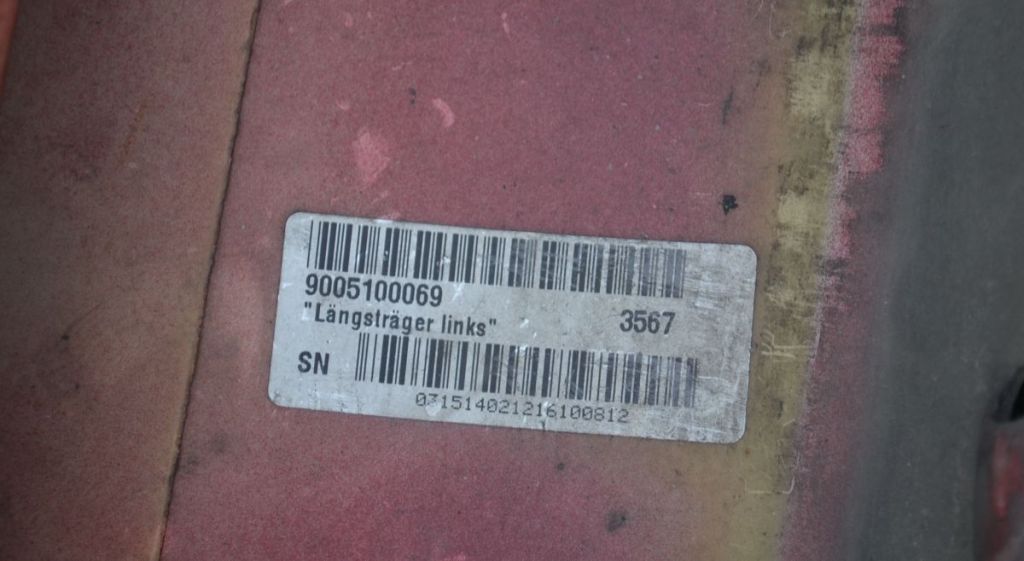 9005100069
"Längsträger links"
3567
SN
031514021216100812